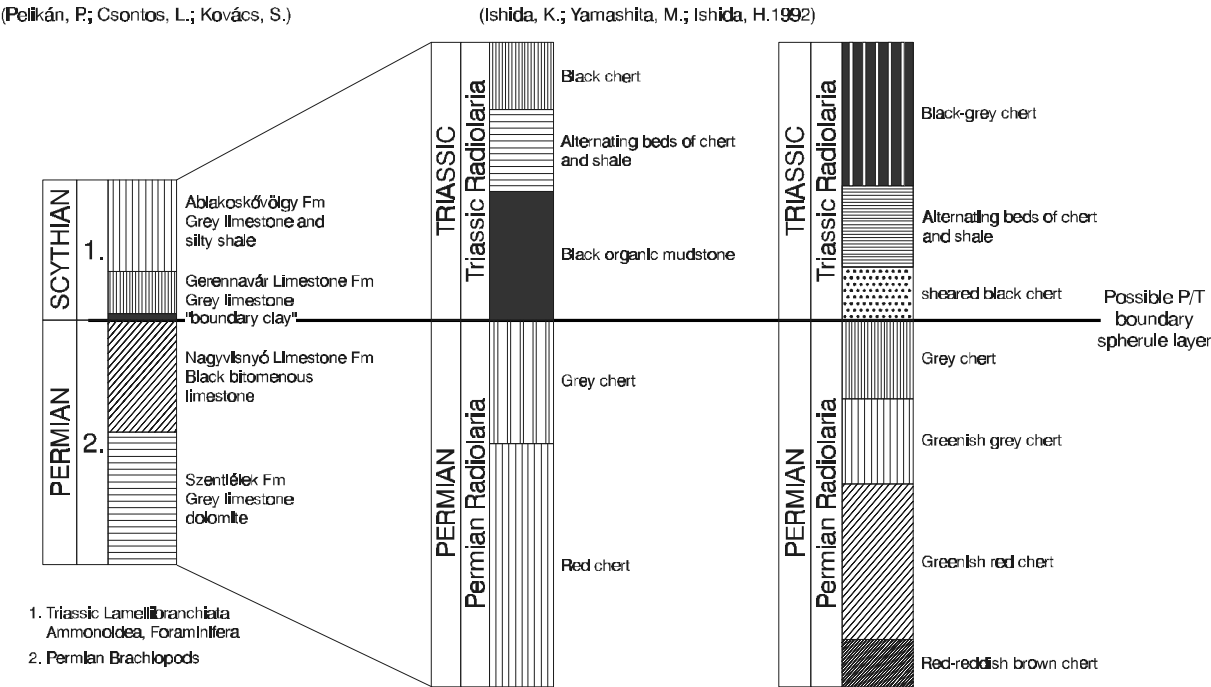 (Pelikán, P.; Csontos, L.; Kovács, S.)
(Ishida, K.; Yamashita, M.; Ishida, H.1992)
SCYTHIAN
1.
Ablakoskővölgy Fm
Grey limestone and
silty shale
Gerennavár Limestone Fm
Grey limestone
"boundary clay"
PERMIAN
2.
Nagyvisnyó Limestone Fm
Black bitomenous
limestone
Szentlélek Fm
Grey limestone
dolomite
1. Triassic Lamellibranchiata
Ammonoidea, Foraminifera
2. Permian Brachiopods
TRIASSIC
Triassic Radiolaria
Black chert
Alternating beds of chert
and shale
Black organic mudstone
PERMIAN
Permian Radiolaria
Grey chert
Red chert
TRIASSIC
Triassic Radiolaria
Black-grey chert
Alternating beds of chert
and shale
sheared black chert
PERMIAN
Permian Radiolaria
Grey chert
Greenish grey chert
Greenish red chert
Red-reddish brown chert
Possible P/T
boundary
spherule layer